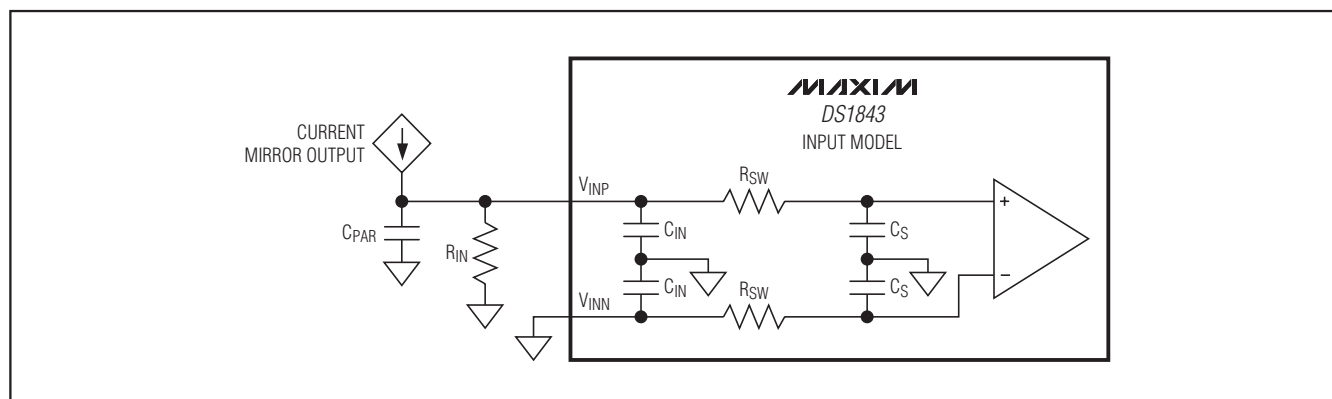 MAXIM
DS1843
INPUT MODEL
CURRENT
MIRROR OUTPUT
VINP
RSW
CPAR
RIN
CIN
CS
CIN
RSW
CS
VINN
+
−